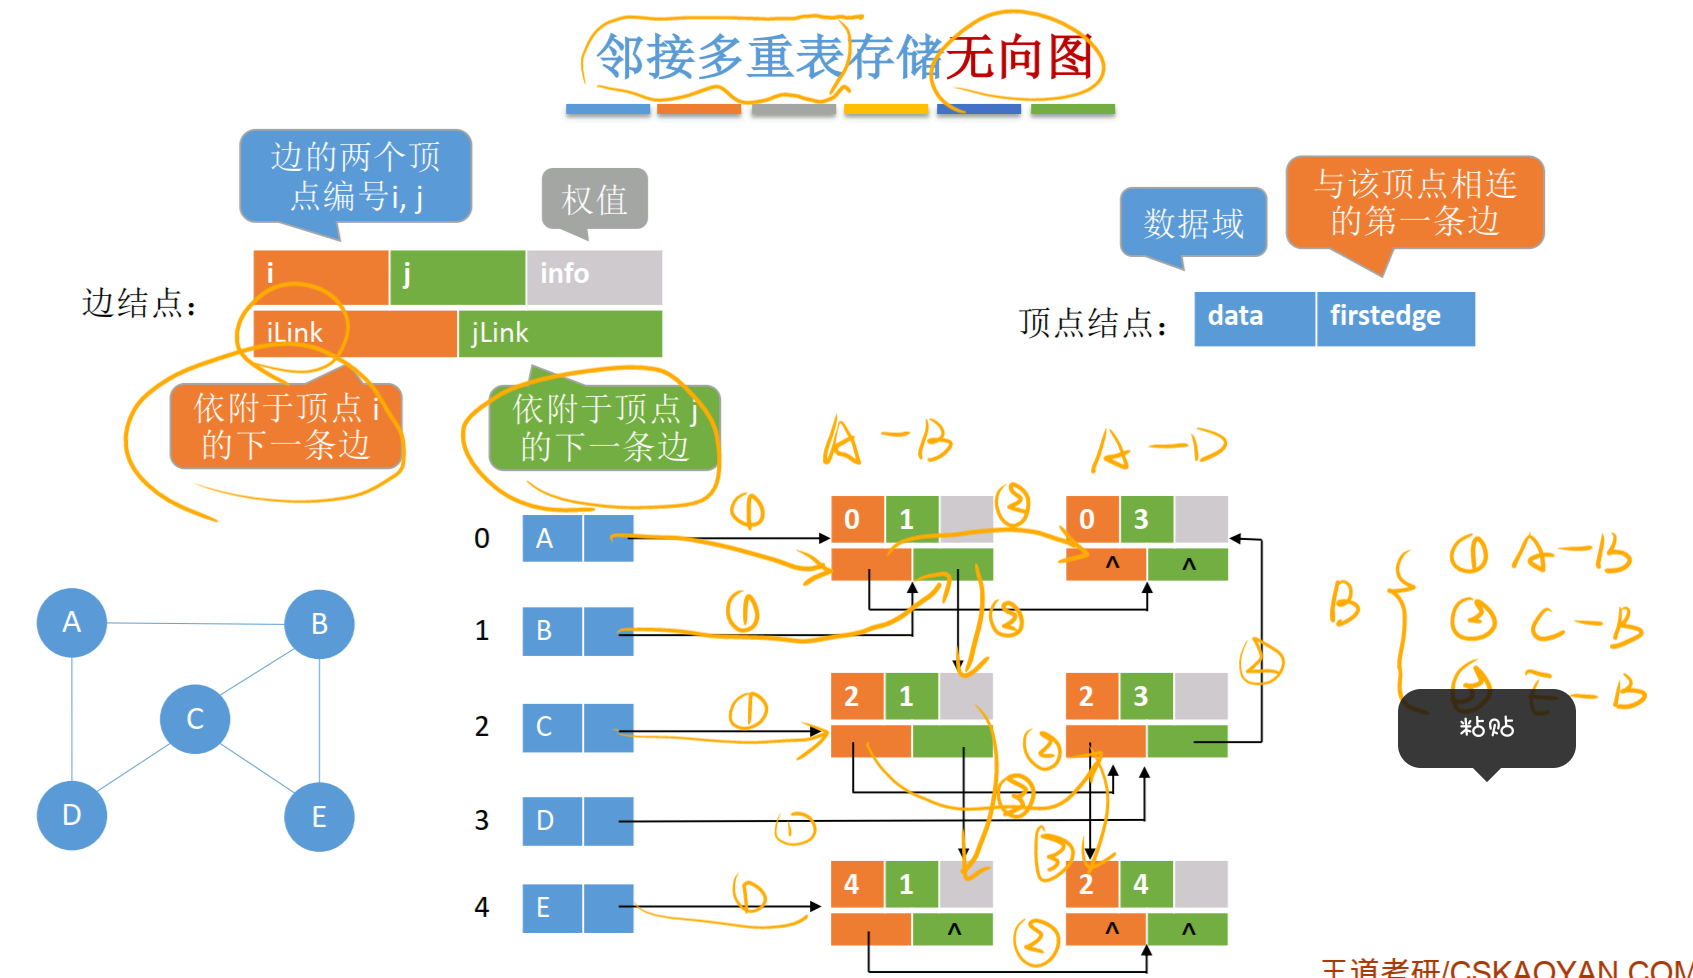 邻接多重表存储无向图
边的两个顶
点编号i, j
权值
数据域
与该顶点相连
的第一条边
边结点：
i j info
iLink jLink
顶点结点：
data firstedge
依附于顶点 i
的下一条边
依附于顶点 j
的下一条边
A-B
A-D
0 A
①
0 1
②
0 3
^ ^
1 B
①
②
2 C
①
2 1
②
2 3
②
3 D
①
③
4 E
①
4 1
^
③
2 4
②
^ ^
A
B
C
D
E
B
① A-B
② C-B
③ E-B
粘贴
王道考研/CSKAOYAN.COM